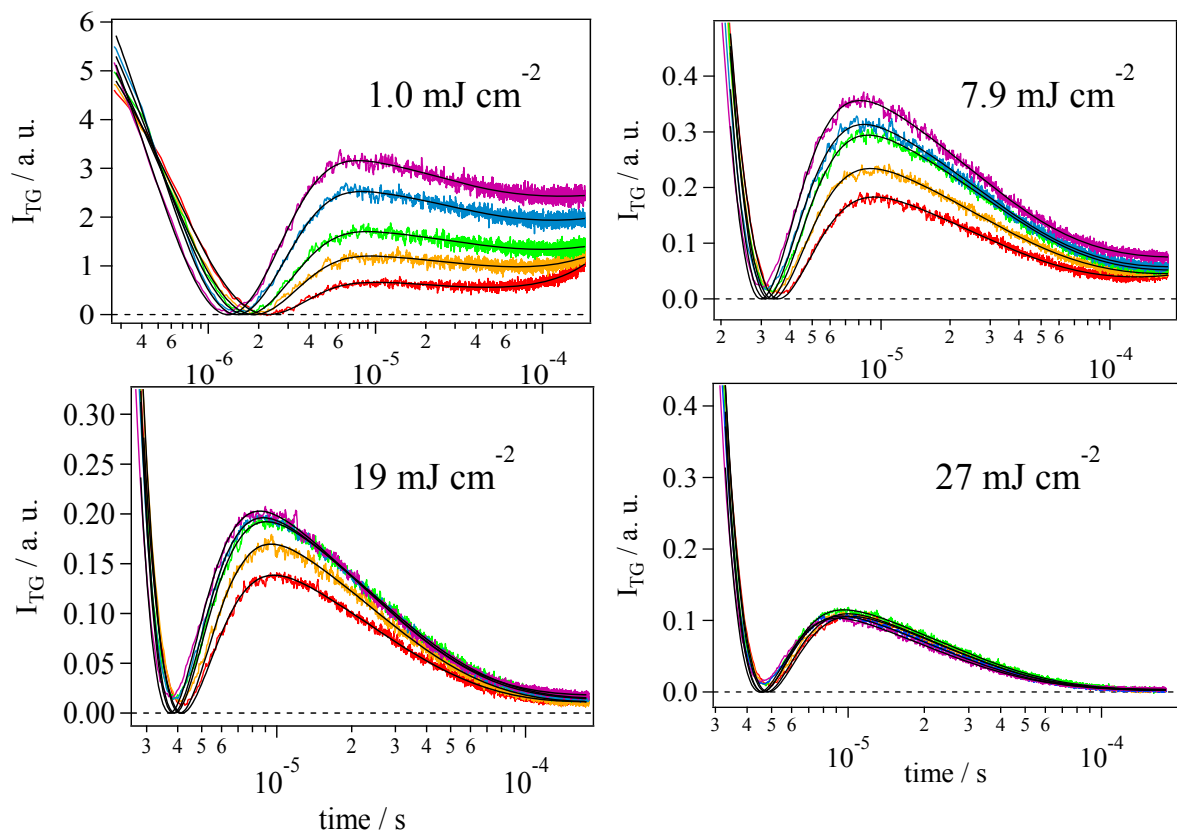 I_TG / a. u.
6
5
4
3
2
1
0
1.0 mJ cm^-2
4 6 2 4 6 2 4 6
10^-6 10^-5 10^-4
I_TG / a. u.
0.4
0.3
0.2
0.1
0.0
7.9 mJ cm^-2
2 3 4 5 6 2 3 4 5 6
10^-5 10^-4
I_TG / a. u.
0.30
0.25
0.20
0.15
0.10
0.05
0.00
19 mJ cm^-2
3 4 5 6 2 3 4 5 6
10^-5 10^-4
time / s
I_TG / a. u.
0.4
0.3
0.2
0.1
0.0
27 mJ cm^-2
3 4 5 6 2 4 6
10^-5 10^-4
time / s